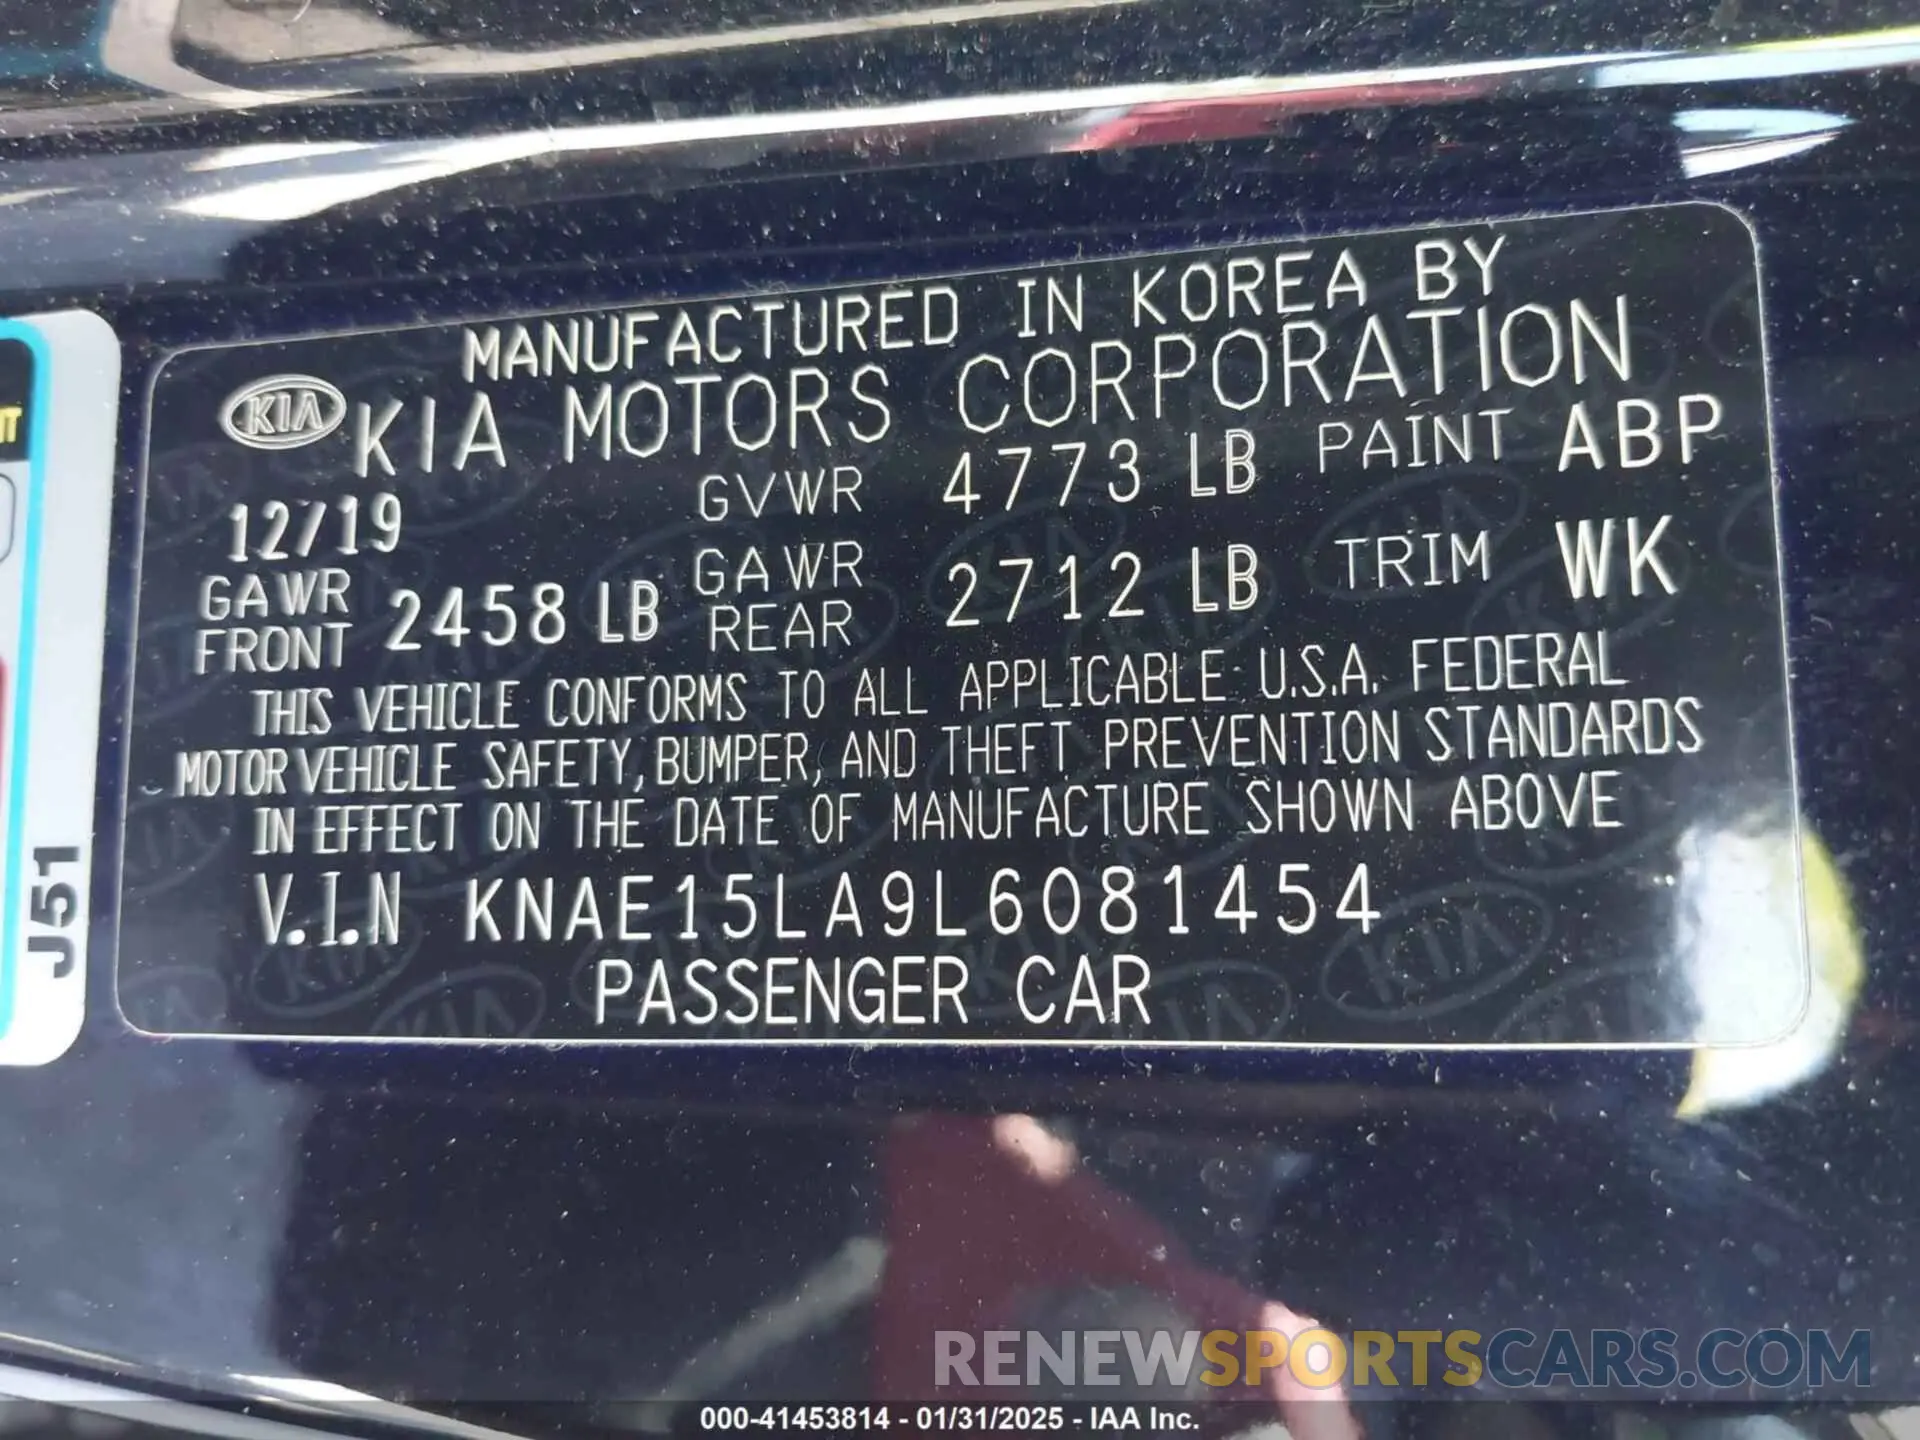 MANUFACTURED IN KOREA BY
KIA KIA MOTORS CORPORATION
12/19 GVWR 4773 LB PAINT ABP
GAWR FRONT 2458 LB GAWR REAR 2712 LB TRIM WK
THIS VEHICLE CONFORMS TO ALL APPLICABLE U.S.A. FEDERAL
MOTOR VEHICLE SAFETY, BUMPER, AND THEFT PREVENTION STANDARDS
IN EFFECT ON THE DATE OF MANUFACTURE SHOWN ABOVE
V.I.N KNAE15LA9L6081454
PASSENGER CAR
J51
RENEWSPORTSCARS.COM
000-41453814 - 01/31/2025 - IAA Inc.